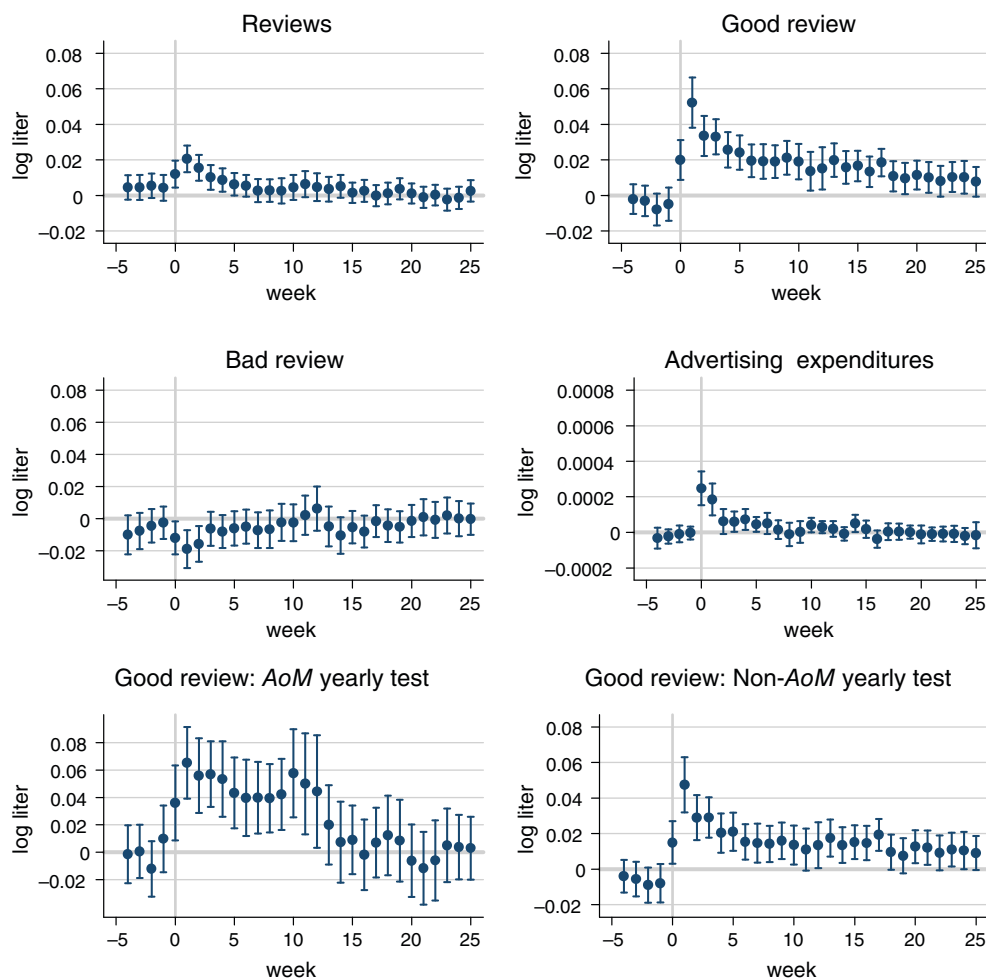 Reviews
0.08
0.06
0.04
0.02
0
–0.02
log liter
–5 0 5 10 15 20 25
week
Good review
0.08
0.06
0.04
0.02
0
–0.02
log liter
–5 0 5 10 15 20 25
week
Bad review
0.08
0.06
0.04
0.02
0
–0.02
log liter
–5 0 5 10 15 20 25
week
Advertising expenditures
0.0008
0.0006
0.0004
0.0002
0
–0.0002
log liter
–5 0 5 10 15 20 25
week
Good review: AoM yearly test
0.08
0.06
0.04
0.02
0
–0.02
log liter
–5 0 5 10 15 20 25
week
Good review: Non-AoM yearly test
0.08
0.06
0.04
0.02
0
–0.02
log liter
–5 0 5 10 15 20 25
week